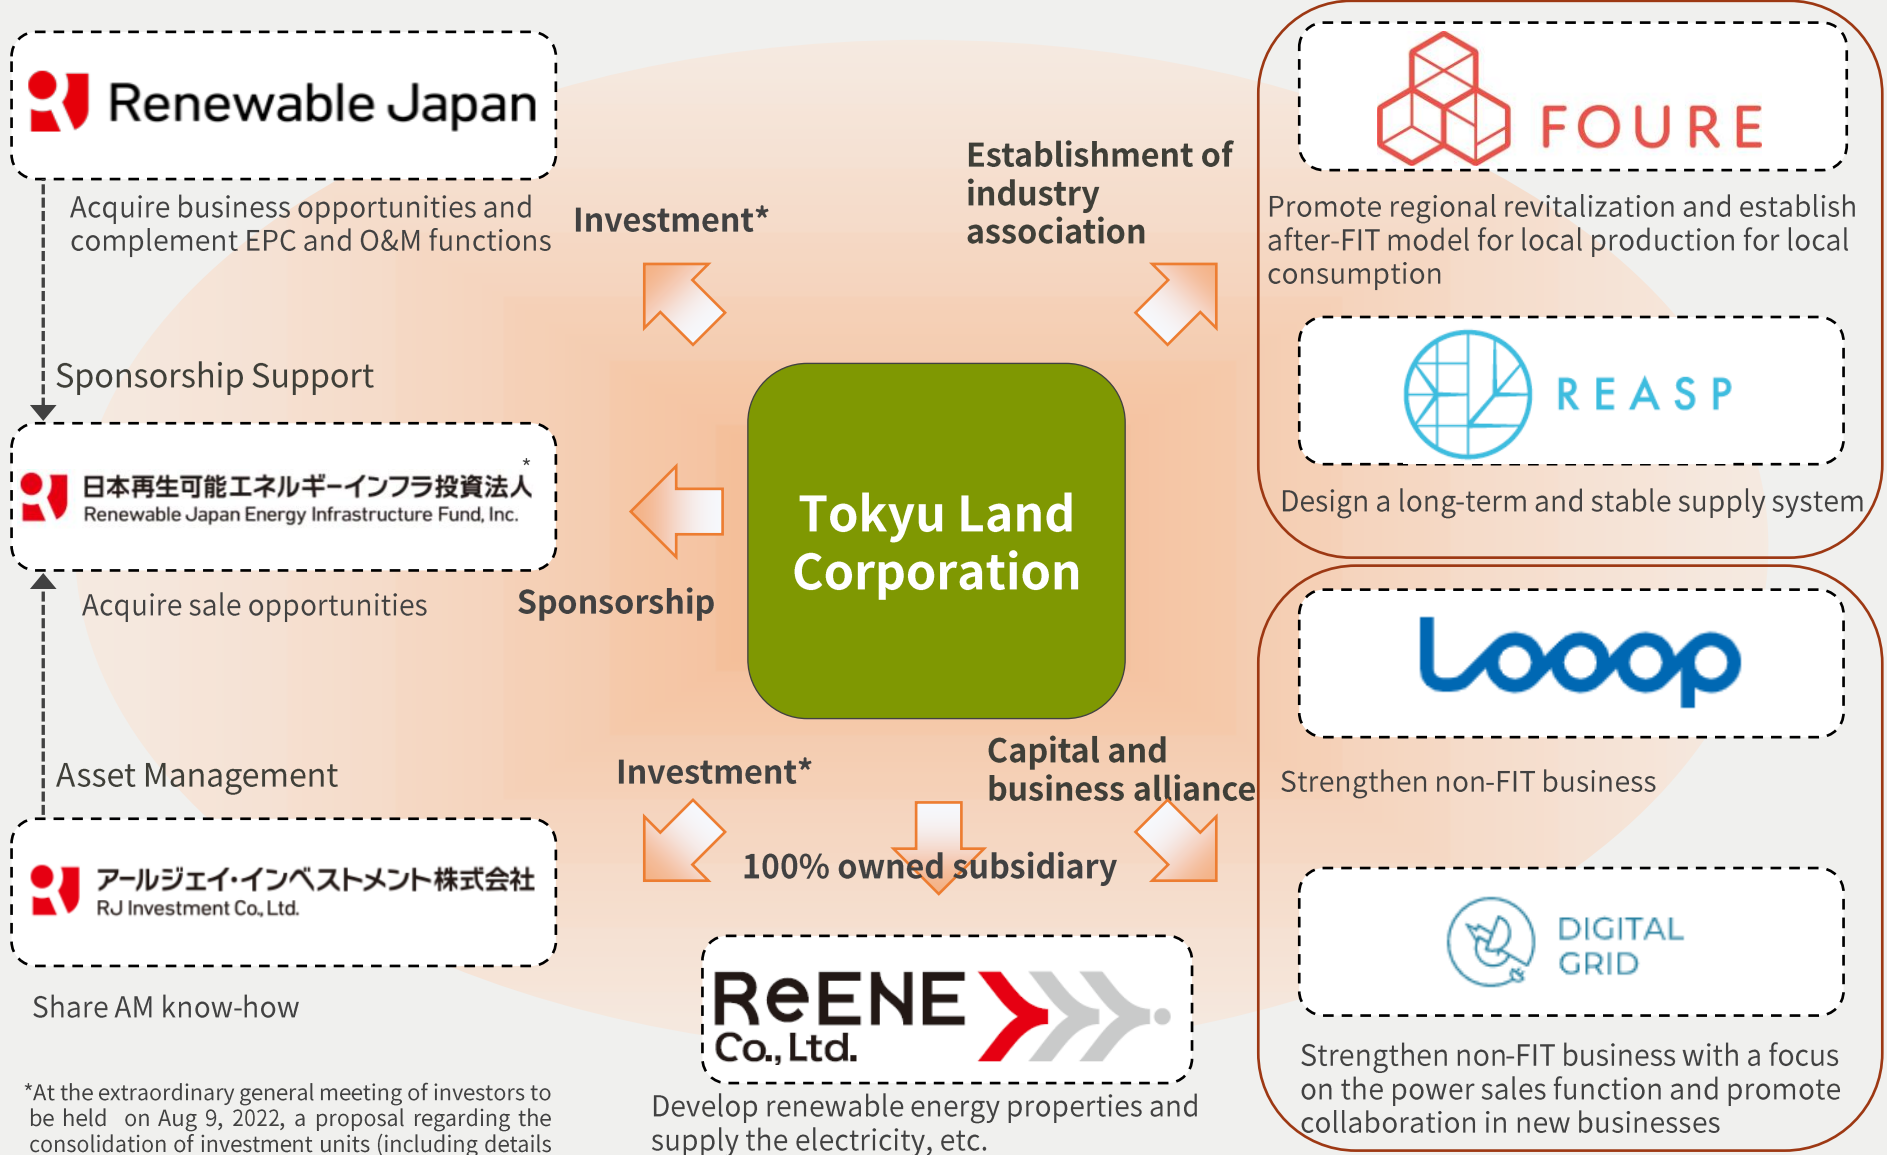 Renewable Japan
Acquire business opportunities and
complement EPC and O&M functions
Investment*
Sponsorship Support
日本再生可能エネルギーインフラ投資法人*
Renewable Japan Energy Infrastructure Fund, Inc.
Acquire sale opportunities
Sponsorship
Asset Management
Investment*
アールジェイ・インベストメント株式会社
RJ Investment Co., Ltd.
Share AM know-how
*At the extraordinary general meeting of investors to
be held on Aug 9, 2022, a proposal regarding the
consolidation of investment units (including details
Tokyu Land
Corporation
Establishment of
industry
association
FOURE
Promote regional revitalization and establish
after-FIT model for local production for local
consumption
REASP
Design a long-term and stable supply system
Capital and
business alliance
Looop
Strengthen non-FIT business
DIGITAL
GRID
Strengthen non-FIT business with a focus
on the power sales function and promote
collaboration in new businesses
100% owned subsidiary
ReENE
Co., Ltd.
Develop renewable energy properties and
supply the electricity, etc.